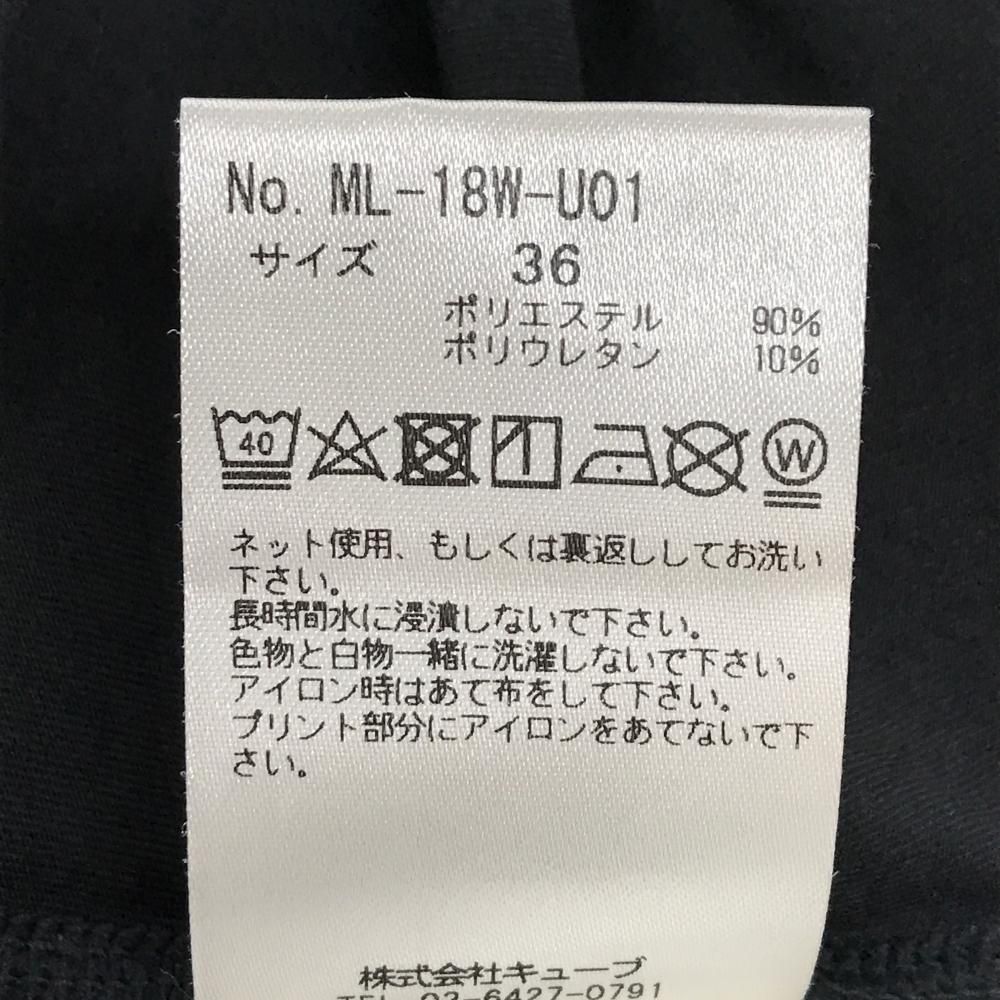 No. ML-18W-U01
サイズ 36
ポリエステル 90%
ポリウレタン 10%
40 W
ネット使用、もしくは裏返ししてお洗い
下さい。
長時間水に浸漬しないで下さい。
色物と白物一緒に洗濯しないで下さい。
アイロン時はあて布をして下さい。
プリント部分にアイロンをあてないで下
さい。
株式会社キューブ
TEL 03-6427-0791